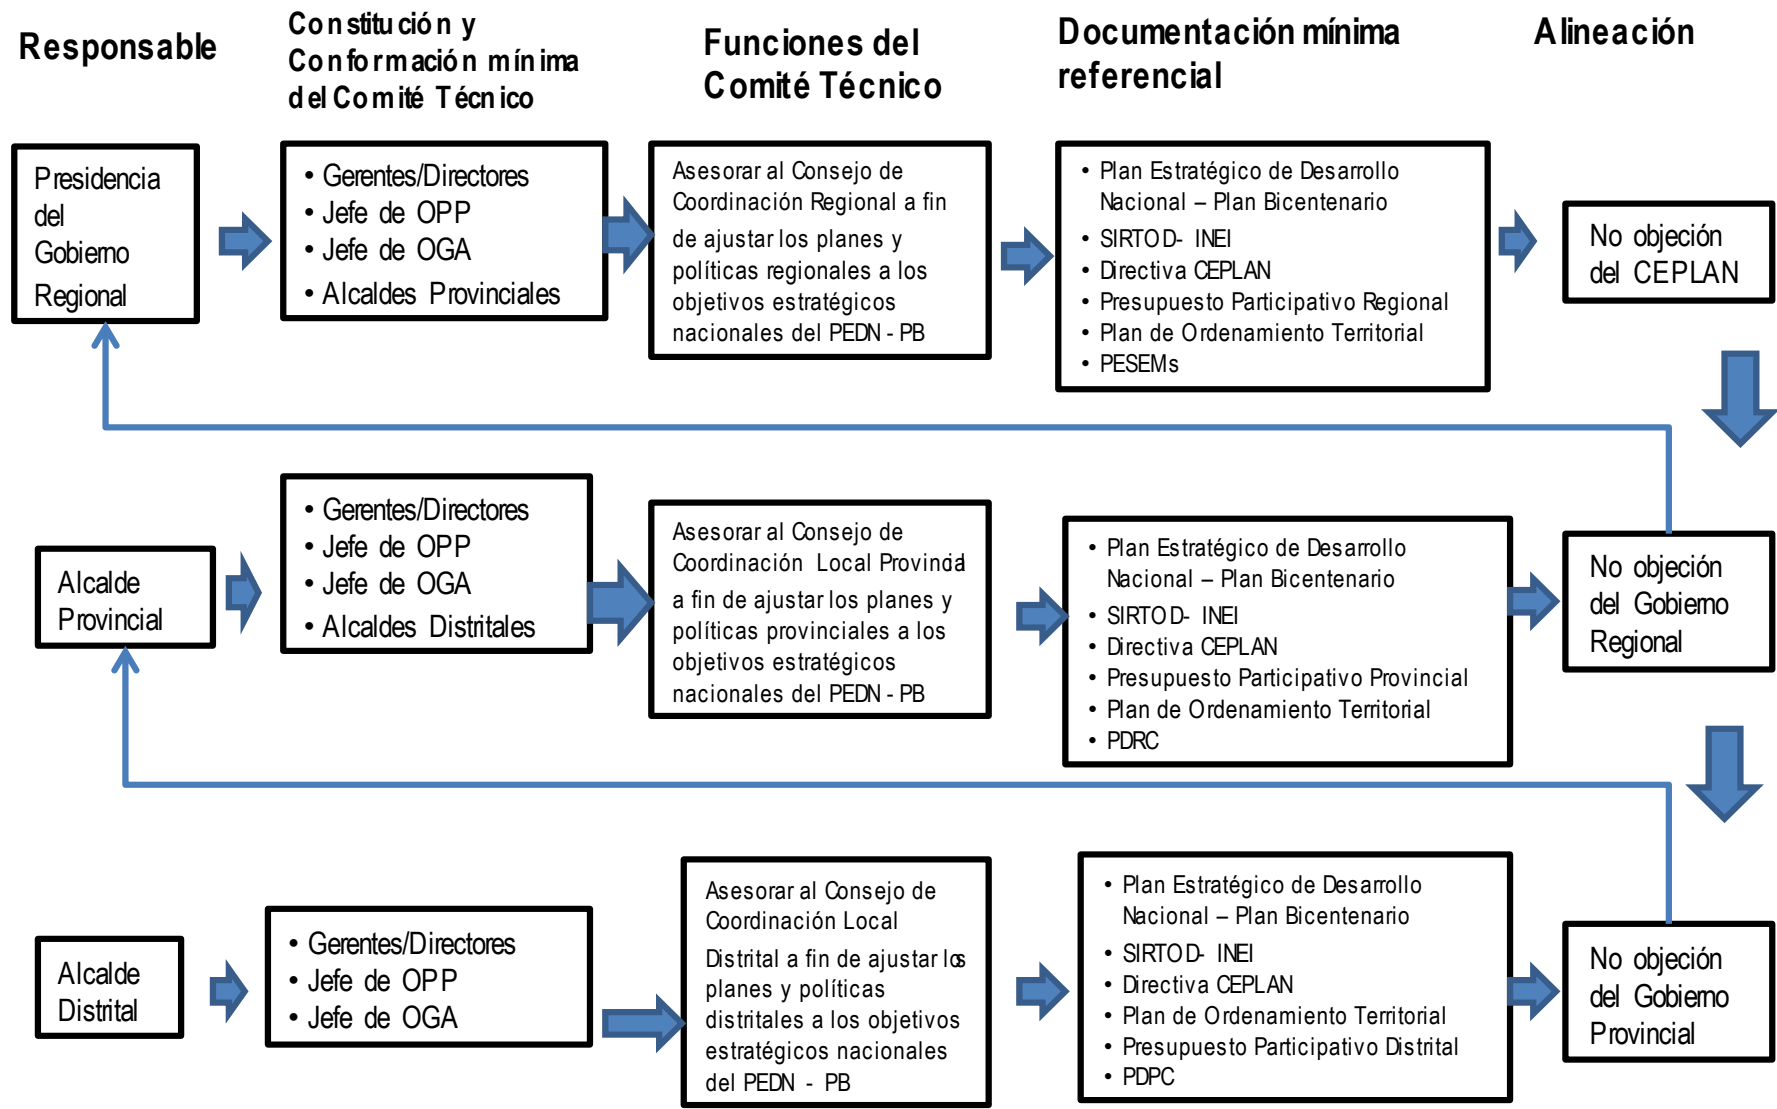 Responsable
Constitución y
Conformación mínima
del Comité Técnico
Funciones del
Comité Técnico
Documentación mínima
referencial
Alineación
Presidencia
del
Gobierno
Regional
• Gerentes/Directores
• Jefe de OPP
• Jefe de OGA
• Alcaldes Provinciales
Asesorar al Consejo de
Coordinación Regional a fin
de ajustar los planes y
políticas regionales a los
objetivos estratégicos
nacionales del PEDN - PB
• Plan Estratégico de Desarrollo
Nacional – Plan Bicentenario
• SIRTOD- INEI
• Directiva CEPLAN
• Presupuesto Participativo Regional
• Plan de Ordenamiento Territorial
• PESEMs
No objeción
del CEPLAN
Alcalde
Provincial
• Gerentes/Directores
• Jefe de OPP
• Jefe de OGA
• Alcaldes Distritales
Asesorar al Consejo de
Coordinación Local Provincial
a fin de ajustar los planes y
políticas provinciales a los
objetivos estratégicos
nacionales del PEDN - PB
• Plan Estratégico de Desarrollo
Nacional – Plan Bicentenario
• SIRTOD- INEI
• Directiva CEPLAN
• Presupuesto Participativo Provincial
• Plan de Ordenamiento Territorial
• PDRC
No objeción
del Gobierno
Regional
Alcalde
Distrital
• Gerentes/Directores
• Jefe de OPP
• Jefe de OGA
Asesorar al Consejo de
Coordinación Local
Distrital a fin de ajustar los
planes y políticas
distritales a los objetivos
estratégicos nacionales
del PEDN - PB
• Plan Estratégico de Desarrollo
Nacional – Plan Bicentenario
• SIRTOD- INEI
• Directiva CEPLAN
• Plan de Ordenamiento Territorial
• Presupuesto Participativo Distrital
• PDPC
No objeción
del Gobierno
Provincial